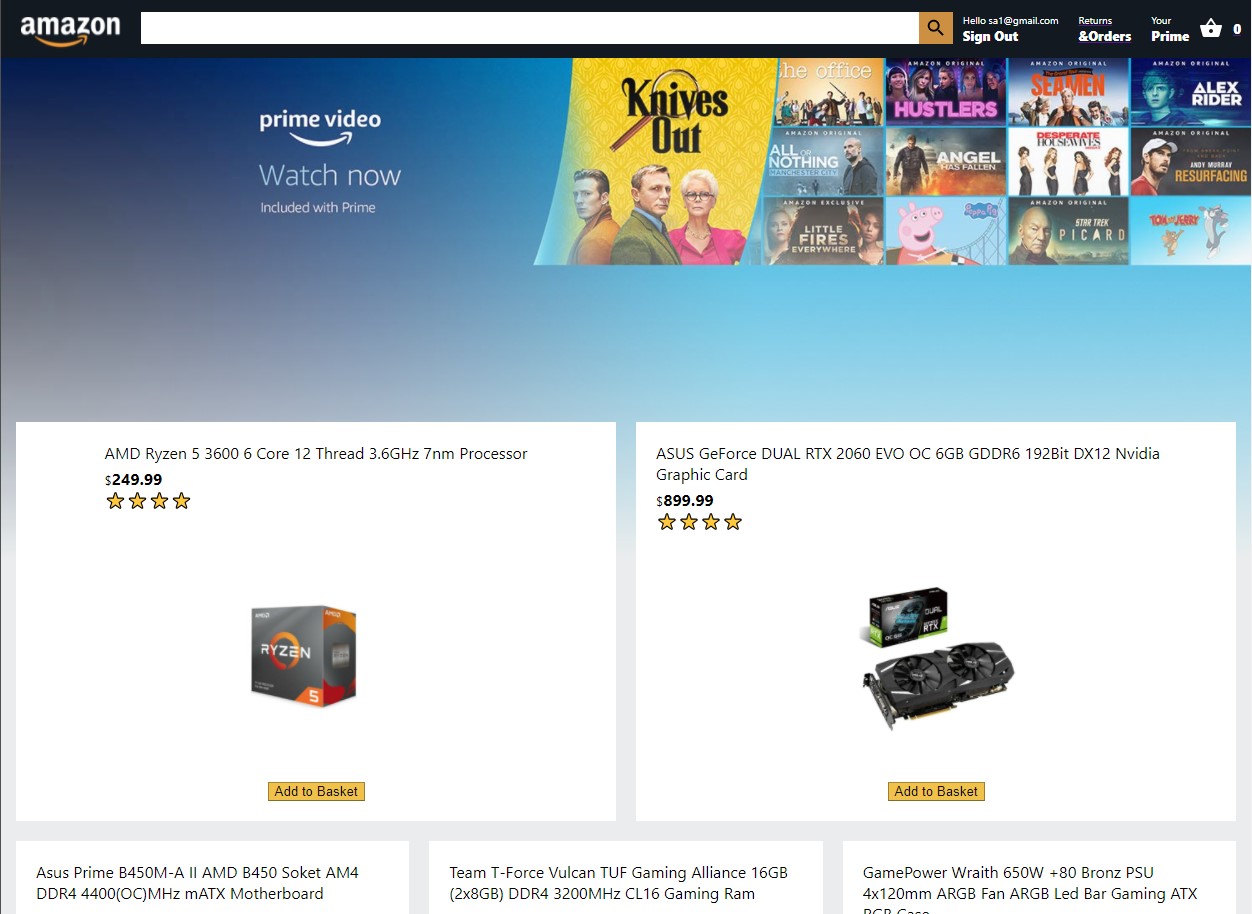 amazon
Hello sa1@gmail.com
Sign Out
Returns
&Orders
Your
Prime
0
prime video
Watch now
Included with Prime
Knives
Out
the office
AMAZON ORIGINAL
HUSTLERS
AMAZON ORIGINAL
SEAMEN
AMAZON ORIGINAL
ALEX
RIDER
AMAZON ORIGINAL
ALL OR
NOTHING
MANCHESTER CITY
ANGEL
HAS FALLEN
DESPERATE
HOUSEWIVES
AMAZON ORIGINAL
ANDY MURRAY
RESURFACING
AMAZON EXCLUSIVE
LITTLE
FIRES
EVERYWHERE
Peppa Pig
AMAZON ORIGINAL
STAR TREK
PICARD
TOM and JERRY
AMD Ryzen 5 3600 6 Core 12 Thread 3.6GHz 7nm Processor
$249.99
AMD
RYZEN
5
Add to Basket
ASUS GeForce DUAL RTX 2060 EVO OC 6GB GDDR6 192Bit DX12 Nvidia
Graphic Card
$899.99
DUAL
RTX
Add to Basket
Asus Prime B450M-A II AMD B450 Soket AM4
DDR4 4400(OC)MHz mATX Motherboard
Team T-Force Vulcan TUF Gaming Alliance 16GB
(2x8GB) DDR4 3200MHz CL16 Gaming Ram
GamePower Wraith 650W +80 Bronz PSU
4x120mm ARGB Fan ARGB Led Bar Gaming ATX
RGB Case